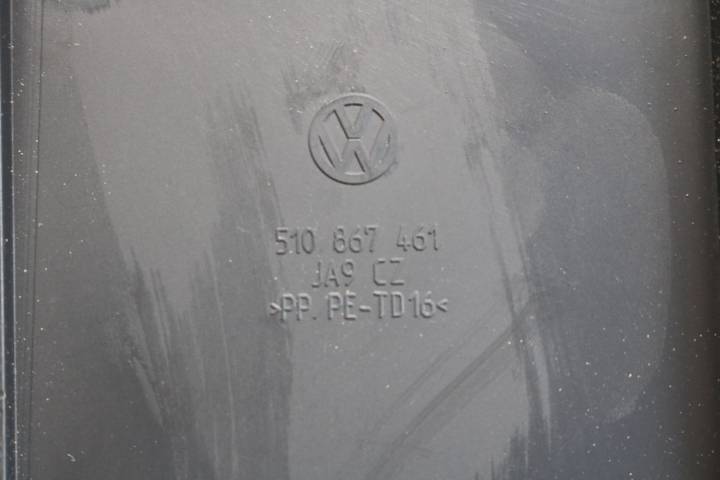 510 867 461
JA9 CZ
>PP. PE-TD16<